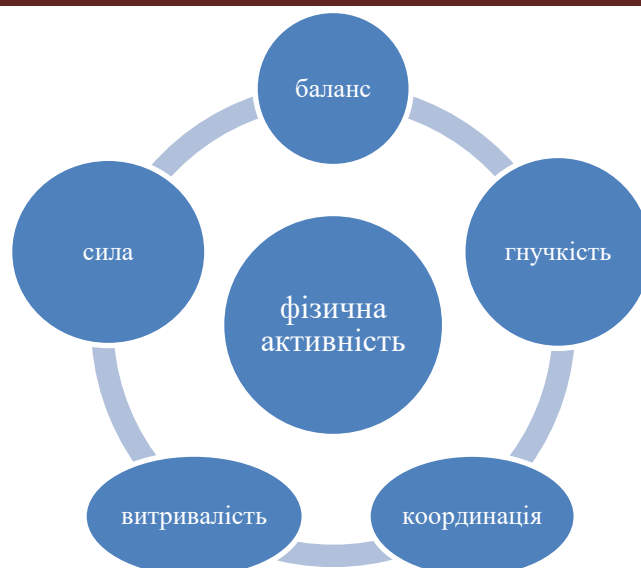 баланс
гнучкість
координація
витривалість
сила
фізична
активність